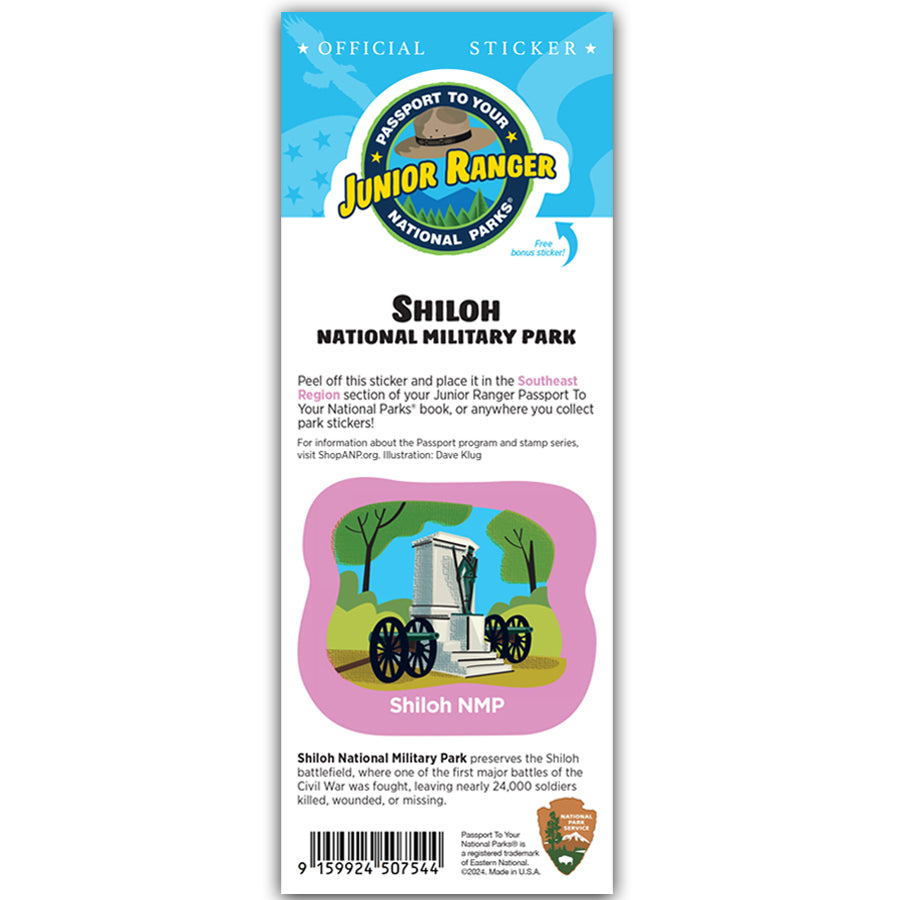 ★ OFFICIAL STICKER ★
PASSPORT TO YOUR
JUNIOR RANGER
NATIONAL PARKS®
Free
bonus sticker!
SHILOH
NATIONAL MILITARY PARK
Peel off this sticker and place it in the Southeast
Region section of your Junior Ranger Passport To
Your National Parks® book, or anywhere you collect
park stickers!
For information about the Passport program and stamp series,
visit ShopANP.org. Illustration: Dave Klug
Shiloh NMP
Shiloh National Military Park preserves the Shiloh
battlefield, where one of the first major battles of the
Civil War was fought, leaving nearly 24,000 soldiers
killed, wounded, or missing.
NATIONAL
PARK
SERVICE
9 159924 507544
Passport To Your
National Parks® is
a registered trademark
of Eastern National.
©2024. Made in U.S.A.